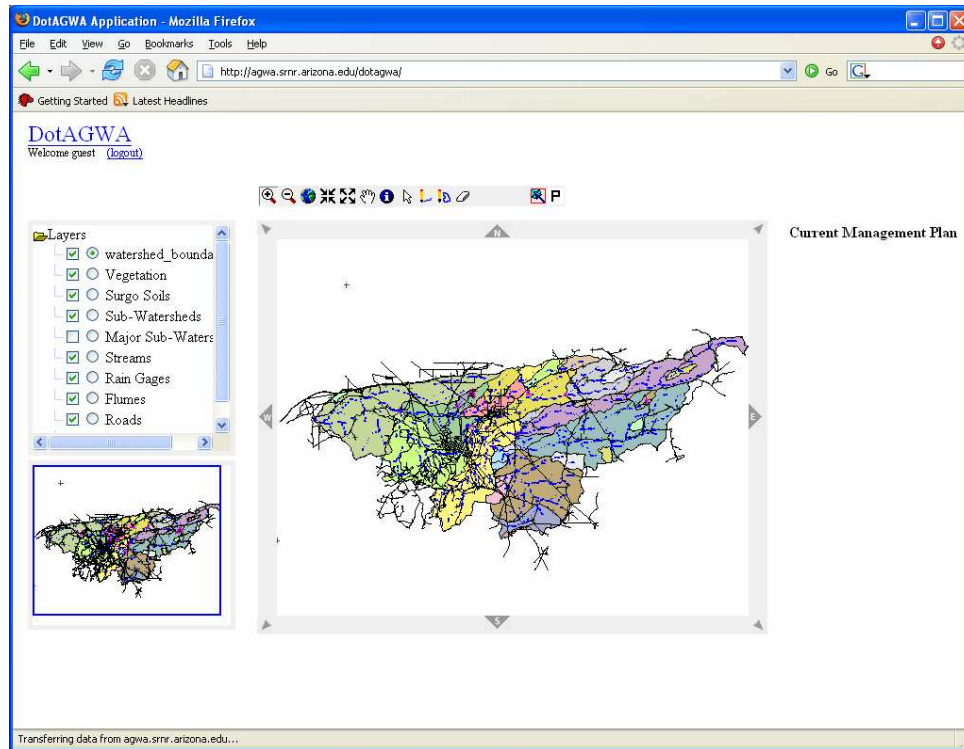 DotAGWA Application - Mozilla Firefox
File Edit View Go Bookmarks Tools Help
http://agwa.srnr.arizona.edu/dotagwa/ Go G
Getting Started Latest Headlines
DotAGWA
Welcome guest (logout)
P
Layers
watershed_bounda
Vegetation
Surgo Soils
Sub-Watersheds
Major Sub-Waters
Streams
Rain Gages
Flumes
Roads
N
W
E
S
Current Management Plan
Transferring data from agwa.srnr.arizona.edu...